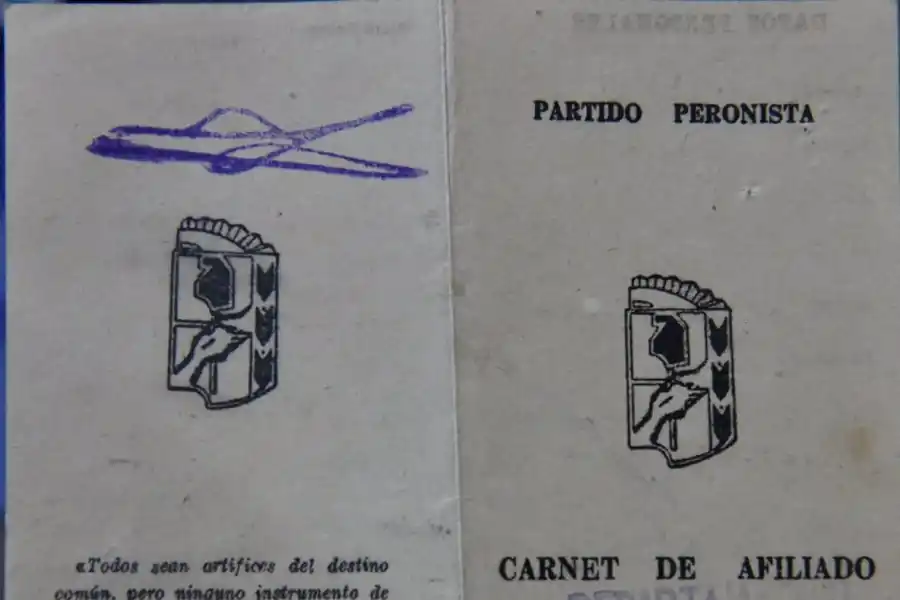 «Todos sean artífices del destino
común, pero ninguno instrumento de
PARTIDO PERONISTA
CARNET DE AFILIADO